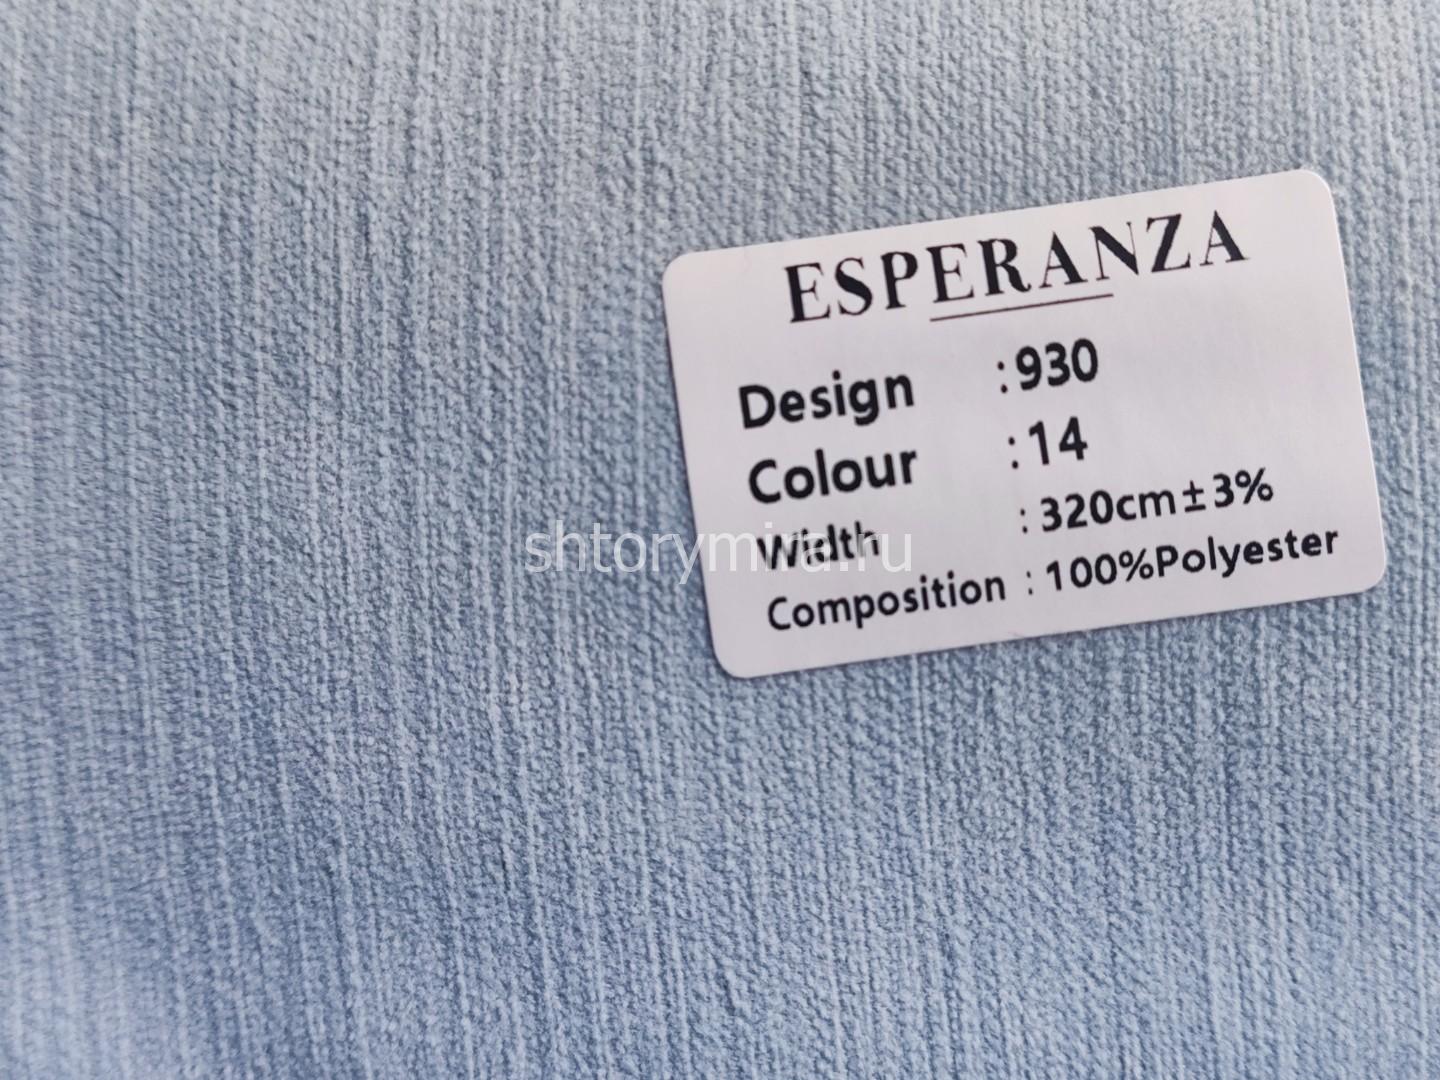 ESPERANZA
Design :930
Colour :14
Width :320cm±3%
Composition :100%Polyester
shtorymira.ru